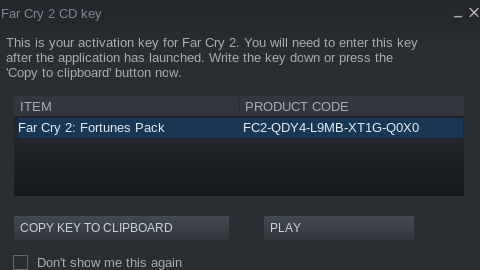 Far Cry 2 CD key
This is your activation key for Far Cry 2. You will need to enter this key
after the application has launched. Write the key down or press the
'Copy to clipboard' button now.
ITEM PRODUCT CODE
Far Cry 2: Fortunes Pack FC2-QDY4-L9MB-XT1G-Q0X0
COPY KEY TO CLIPBOARD PLAY
Don't show me this again